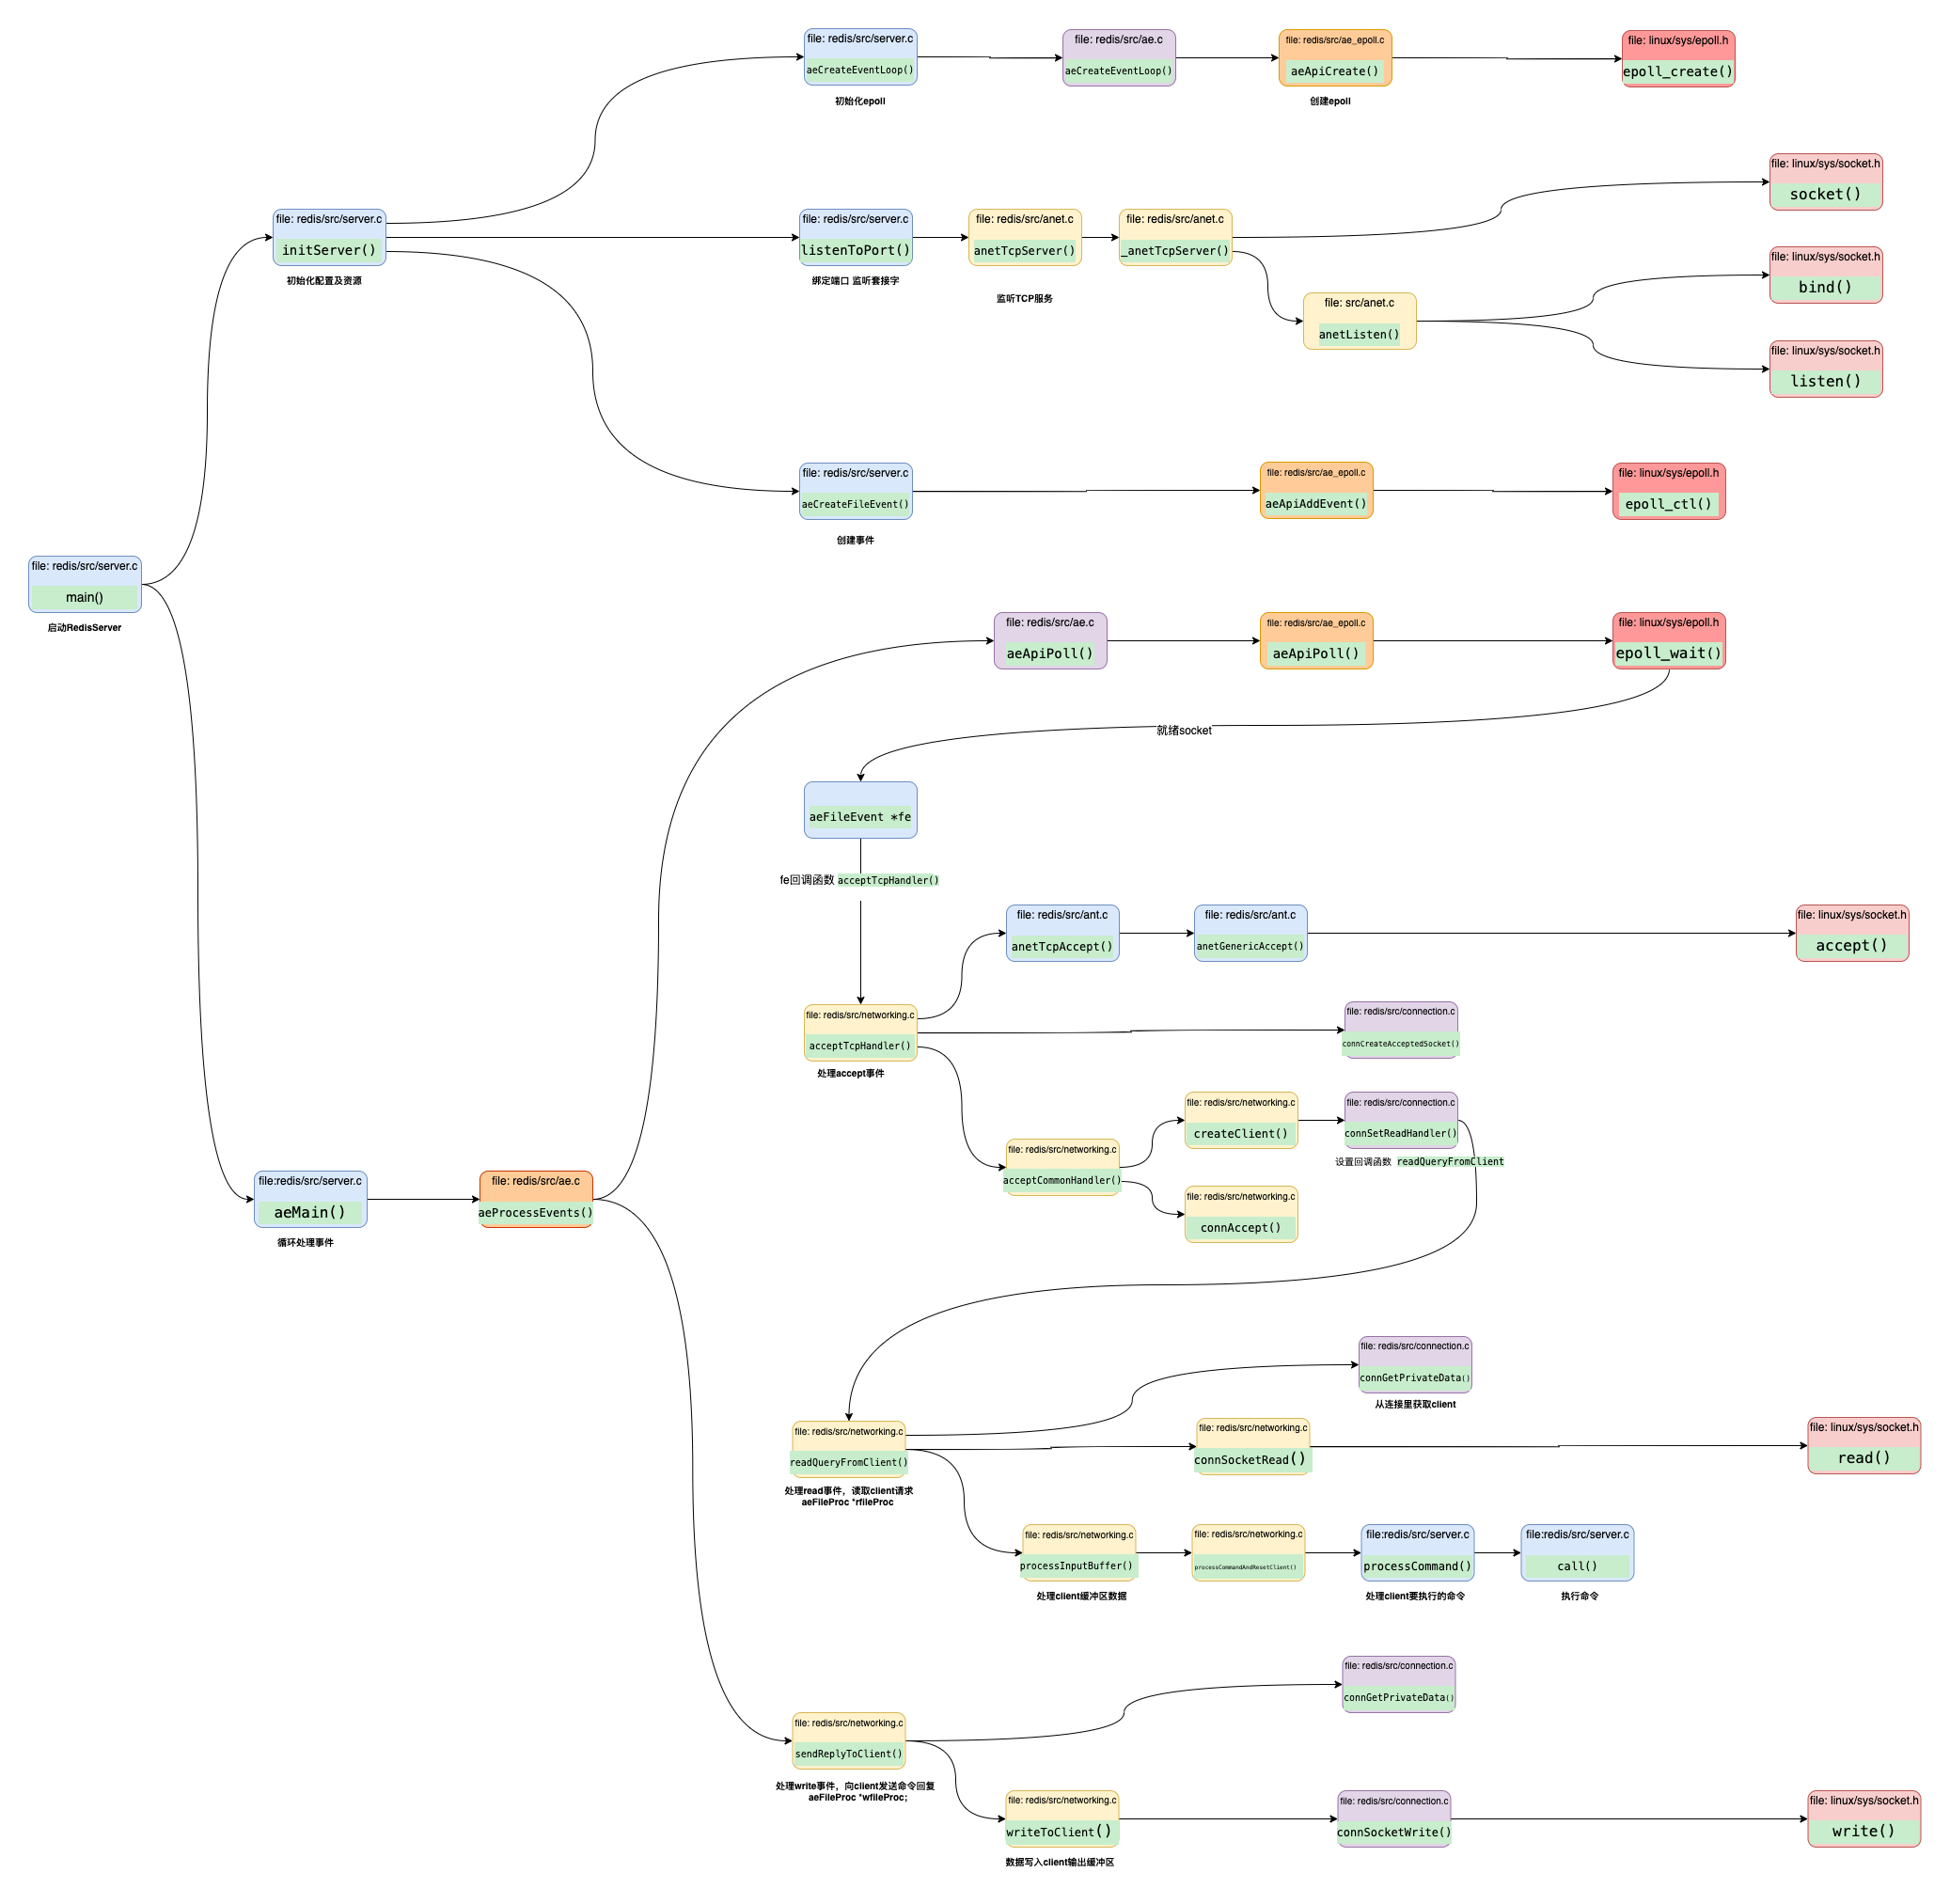 file: redis/src/server.c
aeCreateEventLoop()
初始化epoll
file: redis/src/ae.c
aeCreateEventLoop()
file: redis/src/ae_epoll.c
aeApiCreate()
创建epoll
file: linux/sys/epoll.h
epoll_create()
file: linux/sys/socket.h
socket()
file: redis/src/server.c
initServer()
初始化配置及资源
file: redis/src/server.c
listenToPort()
绑定端口 监听套接字
file: redis/src/anet.c
anetTcpServer()
监听TCP服务
file: redis/src/anet.c
_anetTcpServer()
file: linux/sys/socket.h
bind()
file: src/anet.c
anetListen()
file: linux/sys/socket.h
listen()
file: redis/src/server.c
aeCreateFileEvent()
创建事件
file: redis/src/ae_epoll.c
aeApiAddEvent()
file: linux/sys/epoll.h
epoll_ctl()
file: redis/src/server.c
main()
启动RedisServer
file: redis/src/ae.c
aeApiPoll()
file: redis/src/ae_epoll.c
aeApiPoll()
file: linux/sys/epoll.h
epoll_wait()
就绪socket
aeFileEvent *fe
fe回调函数 acceptTcpHandler()
file: redis/src/ant.c
anetTcpAccept()
file: redis/src/ant.c
anetGenericAccept()
file: linux/sys/socket.h
accept()
file: redis/src/networking.c
acceptTcpHandler()
处理accept事件
file: redis/src/connection.c
connCreateAcceptedSocket()
file: redis/src/networking.c
createClient()
file: redis/src/connection.c
connSetReadHandler()
设置回调函数 readQueryFromClient
file: redis/src/networking.c
acceptCommonHandler()
file: redis/src/networking.c
connAccept()
file:redis/src/server.c
aeMain()
循环处理事件
file: redis/src/ae.c
aeProcessEvents()
file: redis/src/connection.c
connGetPrivateData()
从连接里获取client
file: redis/src/networking.c
readQueryFromClient()
处理read事件，读取client请求
aeFileProc *rfileProc
file: redis/src/networking.c
connSocketRead()
file: linux/sys/socket.h
read()
file: redis/src/networking.c
processInputBuffer()
处理client缓冲区数据
file: redis/src/networking.c
processCommandAndResetClient()
file:redis/src/server.c
processCommand()
处理client要执行的命令
file:redis/src/server.c
call()
执行命令
file: redis/src/connection.c
connGetPrivateData()
file: redis/src/networking.c
sendReplyToClient()
处理write事件，向client发送命令回复
aeFileProc *wfileProc;
file: redis/src/networking.c
writeToClient()
数据写入client输出缓冲区
file: redis/src/connection.c
connSocketWrite()
file: linux/sys/socket.h
write()